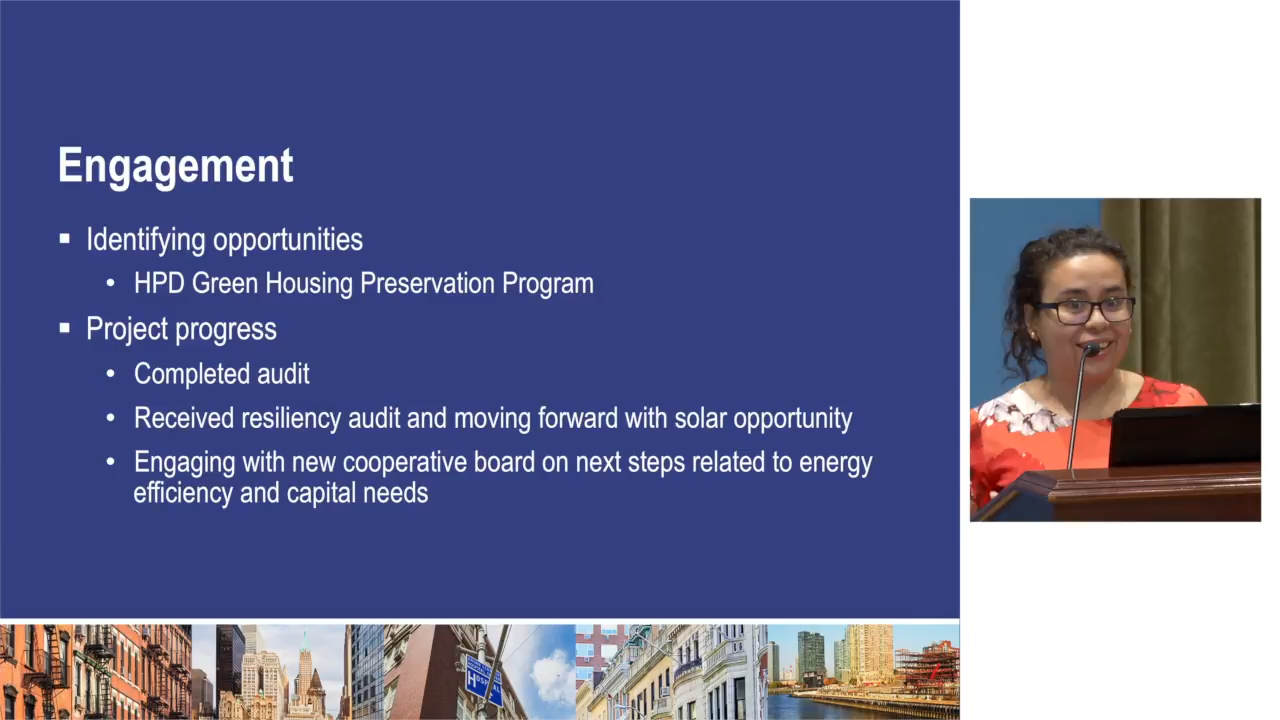 Engagement
Identifying opportunities
HPD Green Housing Preservation Program
Project progress
Completed audit
Received resiliency audit and moving forward with solar opportunity
Engaging with new cooperative board on next steps related to energy
efficiency and capital needs